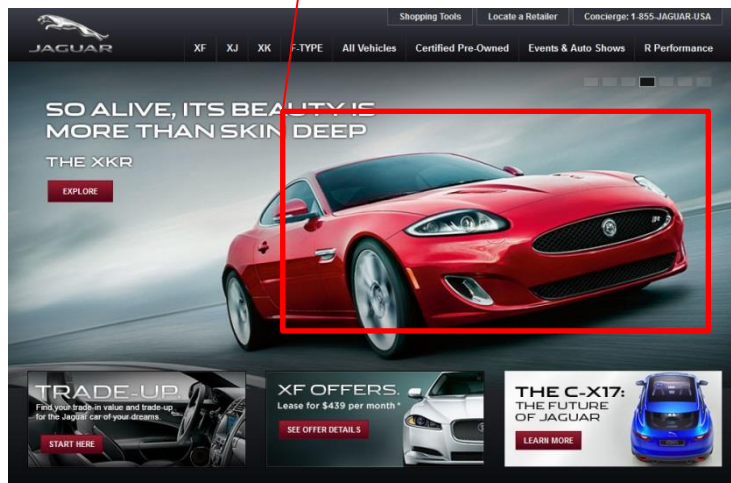 Shopping Tools Locate a Retailer Concierge: 1-855-JAGUAR-USA
JAGUAR XF XJ XK F-TYPE All Vehicles Certified Pre-Owned Events & Auto Shows R Performance
SO ALIVE, ITS BEAUTY IS
MORE THAN SKIN DEEP
THE XKR
EXPLORE
TRADE-UP.
Find your trade-in value and trade-up
for the Jaguar car of your dreams.
START HERE
XF OFFERS.
Lease for $439 per month*
SEE OFFER DETAILS
THE C-X17:
THE FUTURE
OF JAGUAR
LEARN MORE